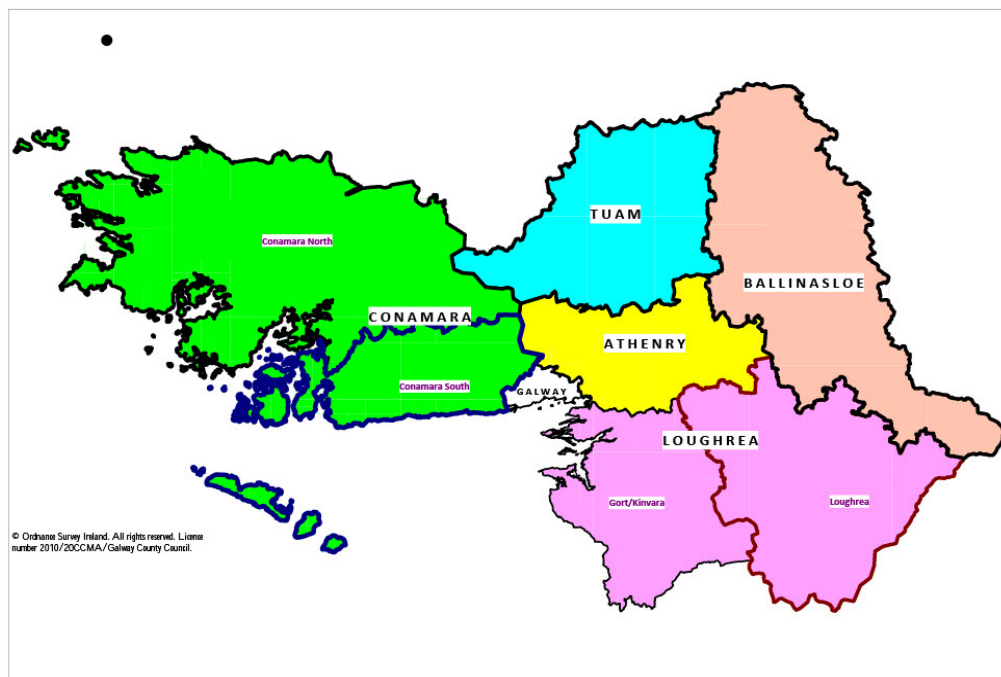 TUAM
Conamara North
BALLINASLOE
CONAMARA
ATHENRY
Conamara South
GALWAY
LOUGHREA
Gort/Kinvara
Loughrea
© Ordnance Survey Ireland. All rights reserved. License
number 2010/20CCMA/Galway County Council.